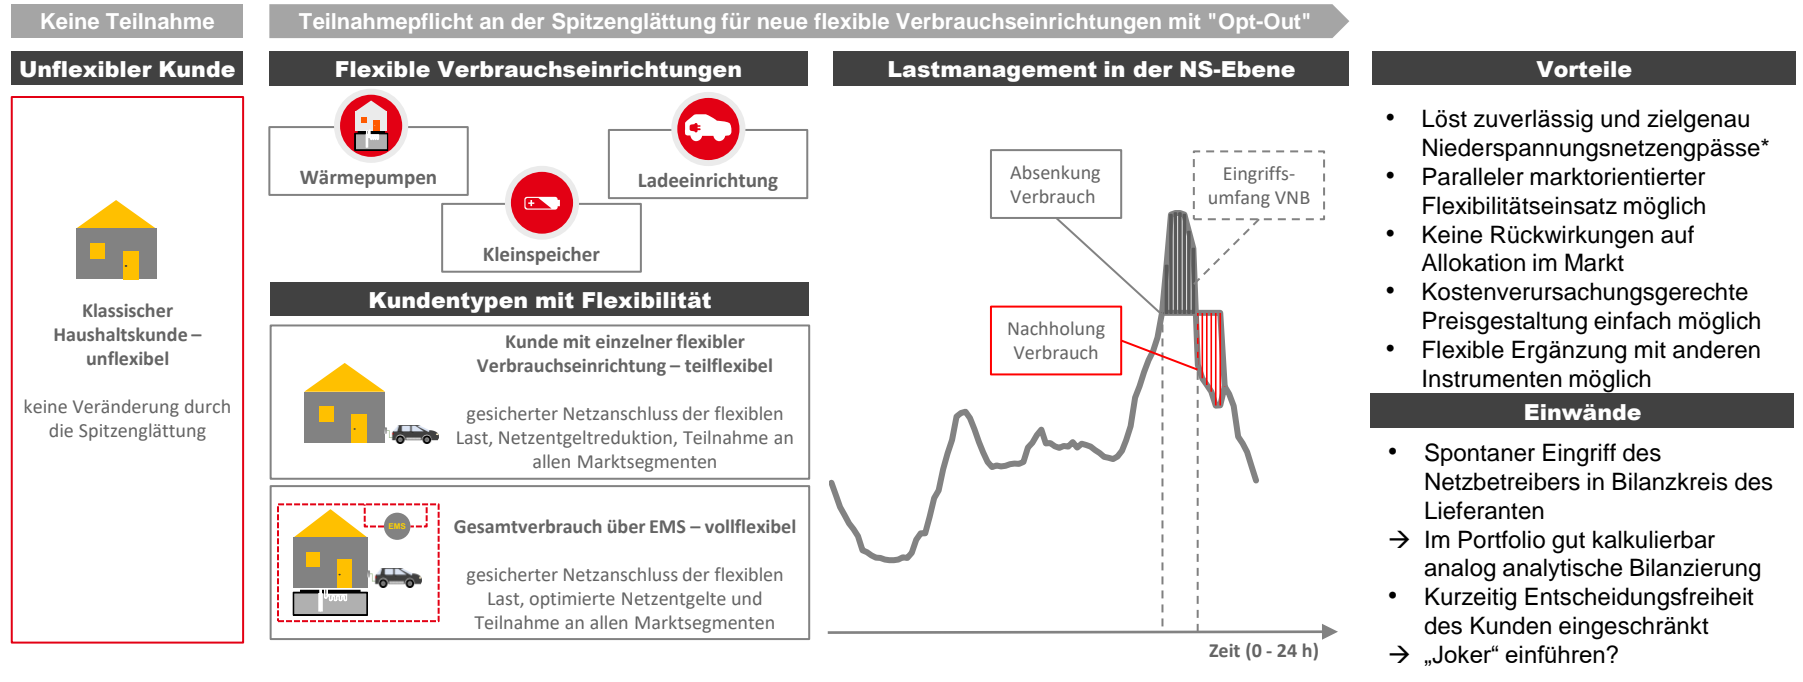 Keine Teilnahme
Teilnahmepflicht an der Spitzenglättung für neue flexible Verbrauchseinrichtungen mit "Opt-Out"
Unflexibler Kunde
Klassischer
Haushaltskunde –
unflexibel
keine Veränderung durch
die Spitzenglättung
Flexible Verbrauchseinrichtungen
Wärmepumpen
Ladeeinrichtung
Kleinspeicher
Kundentypen mit Flexibilität
Kunde mit einzelner flexibler
Verbrauchseinrichtung – teilflexibel
gesicherter Netzanschluss der flexiblen
Last, Netzentgeltreduktion, Teilnahme an
allen Marktsegmenten
EMS
Gesamtverbrauch über EMS – vollflexibel
gesicherter Netzanschluss der flexiblen
Last, optimierte Netzentgelte und
Teilnahme an allen Marktsegmenten
Lastmanagement in der NS-Ebene
Absenkung
Verbrauch
Eingriffs-
umfang VNB
Nachholung
Verbrauch
Zeit (0 - 24 h)
Vorteile
• Löst zuverlässig und zielgenau
Niederspannungsnetzengpässe*
• Paralleler marktorientierter
Flexibilitätseinsatz möglich
• Keine Rückwirkungen auf
Allokation im Markt
• Kostenverursachungsgerechte
Preisgestaltung einfach möglich
• Flexible Ergänzung mit anderen
Instrumenten möglich
Einwände
• Spontaner Eingriff des
Netzbetreibers in Bilanzkreis des
Lieferanten
→ Im Portfolio gut kalkulierbar
analog analytische Bilanzierung
• Kurzeitig Entscheidungsfreiheit
des Kunden eingeschränkt
→ „Joker“ einführen?